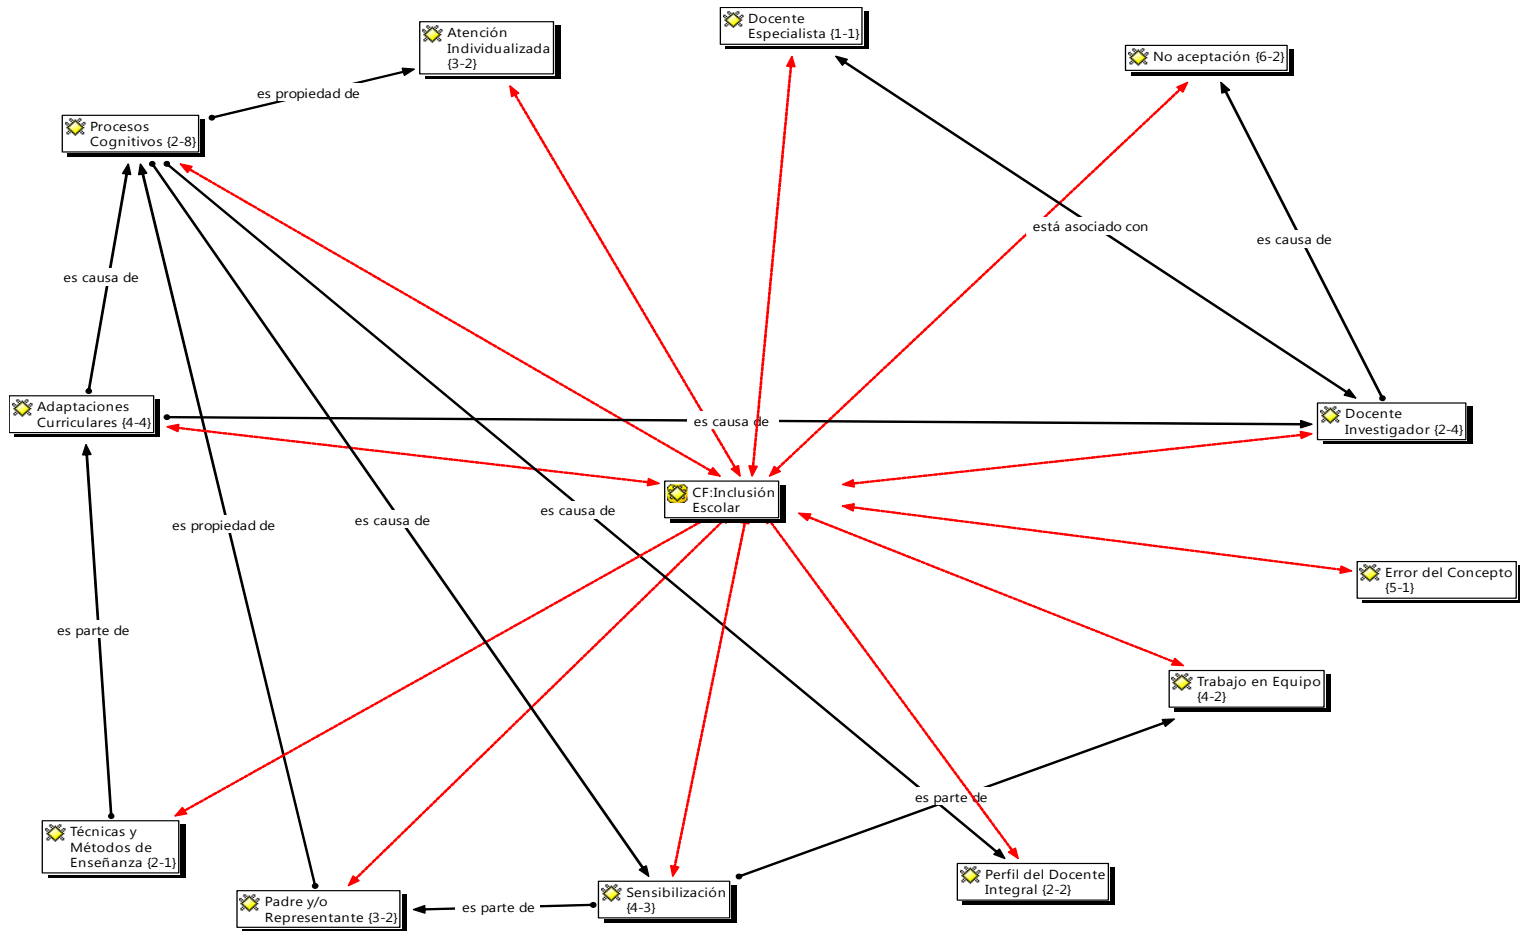 Docente
Especialista {1-1}
Atención
Individualizada
{3-2}
No aceptación {6-2}
es propiedad de
Procesos
Cognitivos {2-8}
está asociado con
es causa de
es causa de
Adaptaciones
Curriculares {4-4}
es causa de
Docente
Investigador {2-4}
CF:Inclusión
Escolar
es propiedad de
es causa de
es causa de
Error del Concepto
{5-1}
es parte de
Trabajo en Equipo
{4-2}
es parte de
Técnicas y
Métodos de
Enseñanza {2-1}
Perfil del Docente
Integral {2-2}
Padre y/o
Representante {3-2}
es parte de
Sensibilización
{4-3}